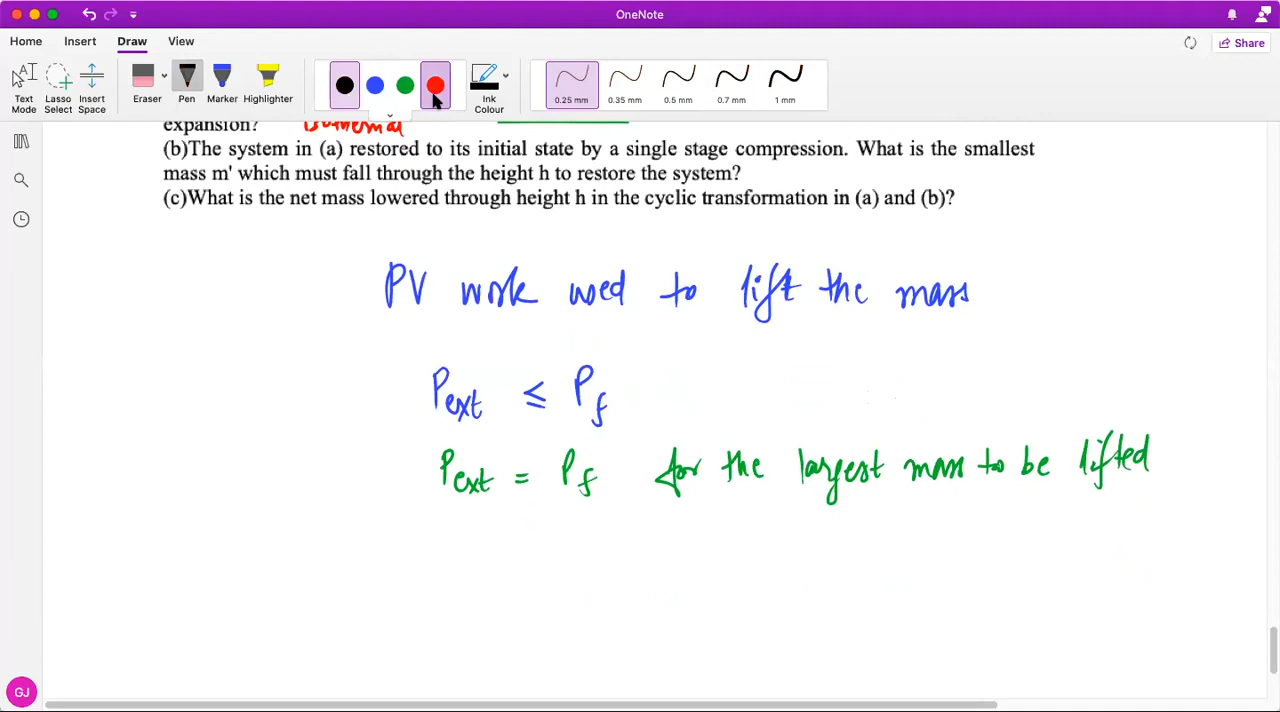 OneNote
Home Insert Draw View
Share
Text Mode
Lasso Select
Insert Space
Eraser
Pen
Marker
Highlighter
Ink Colour
0.25 mm 0.35 mm 0.5 mm 0.7 mm 1 mm
expansion? isothermal
(b)The system in (a) restored to its initial state by a single stage compression. What is the smallest
mass m' which must fall through the height h to restore the system?
(c)What is the net mass lowered through height h in the cyclic transformation in (a) and (b)?
PV work used to lift the mass
Pext ≤ Pf
Pext = Pf for the largest mass to be lifted
GJ